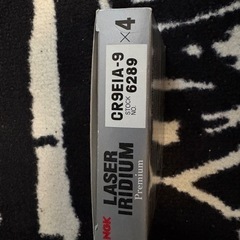 ×4
CR9EIA-9
STOCK
NO.
6289
NGK
LASER
IRIDIUM
Premium